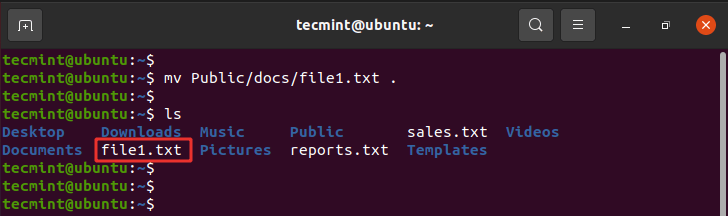 tecmint@ubuntu: ~
tecmint@ubuntu:~$
tecmint@ubuntu:~$ mv Public/docs/file1.txt .
tecmint@ubuntu:~$
tecmint@ubuntu:~$ ls
Desktop Downloads Music Public sales.txt Videos
Documents file1.txt Pictures reports.txt Templates
tecmint@ubuntu:~$
tecmint@ubuntu:~$
tecmint@ubuntu:~$